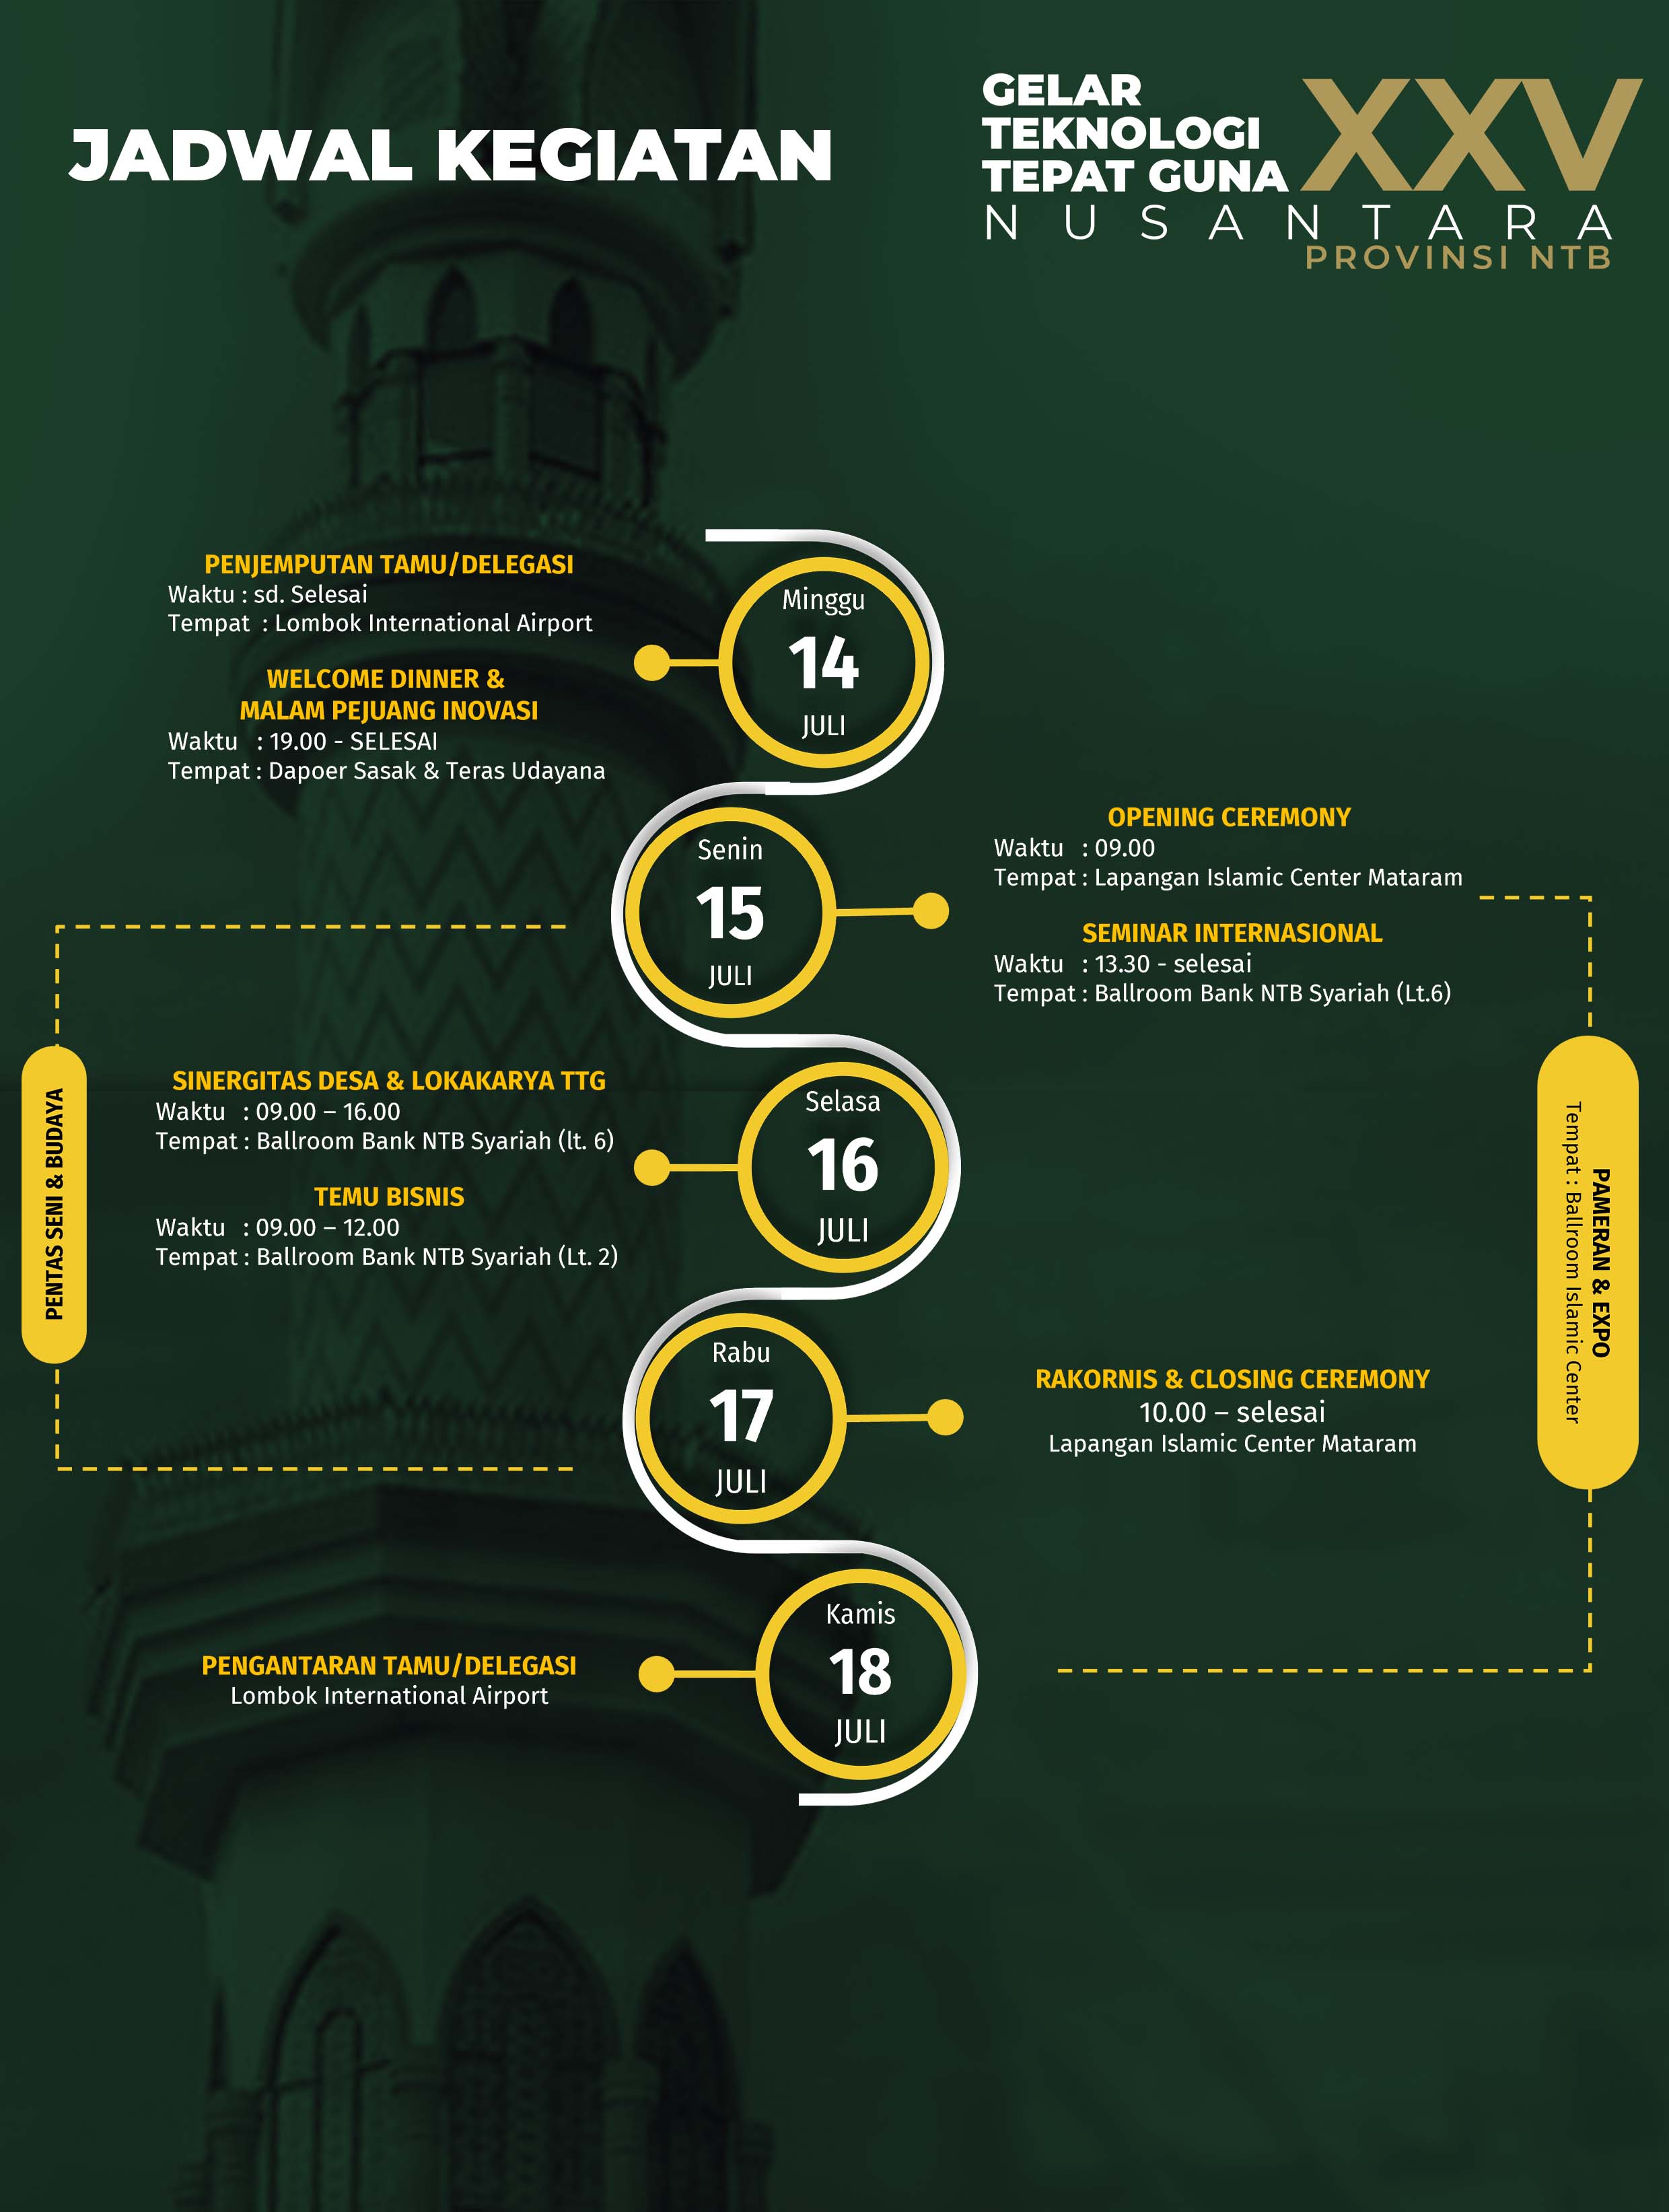 JADWAL KEGIATAN
GELAR
TEKNOLOGI
TEPAT GUNA
XXV
NUSANTARA
PROVINSI NTB
PENJEMPUTAN TAMU/DELEGASI
Waktu : sd. Selesai
Tempat : Lombok International Airport
WELCOME DINNER &
MALAM PEJUANG INOVASI
Waktu : 19.00 - SELESAI
Tempat : Dapoer Sasak & Teras Udayana
Minggu
14
JULI
Senin
15
JULI
OPENING CEREMONY
Waktu : 09.00
Tempat : Lapangan Islamic Center Mataram
SEMINAR INTERNASIONAL
Waktu : 13.30 - selesai
Tempat : Ballroom Bank NTB Syariah (Lt.6)
PENTAS SENI & BUDAYA
SINERGITAS DESA & LOKAKARYA TTG
Waktu : 09.00 – 16.00
Tempat : Ballroom Bank NTB Syariah (lt. 6)
TEMU BISNIS
Waktu : 09.00 – 12.00
Tempat : Ballroom Bank NTB Syariah (Lt. 2)
Selasa
16
JULI
PAMERAN & EXPO
Tempat : Ballroom Islamic Center
Rabu
17
JULI
RAKORNIS & CLOSING CEREMONY
10.00 – selesai
Lapangan Islamic Center Mataram
PENGANTARAN TAMU/DELEGASI
Lombok International Airport
Kamis
18
JULI